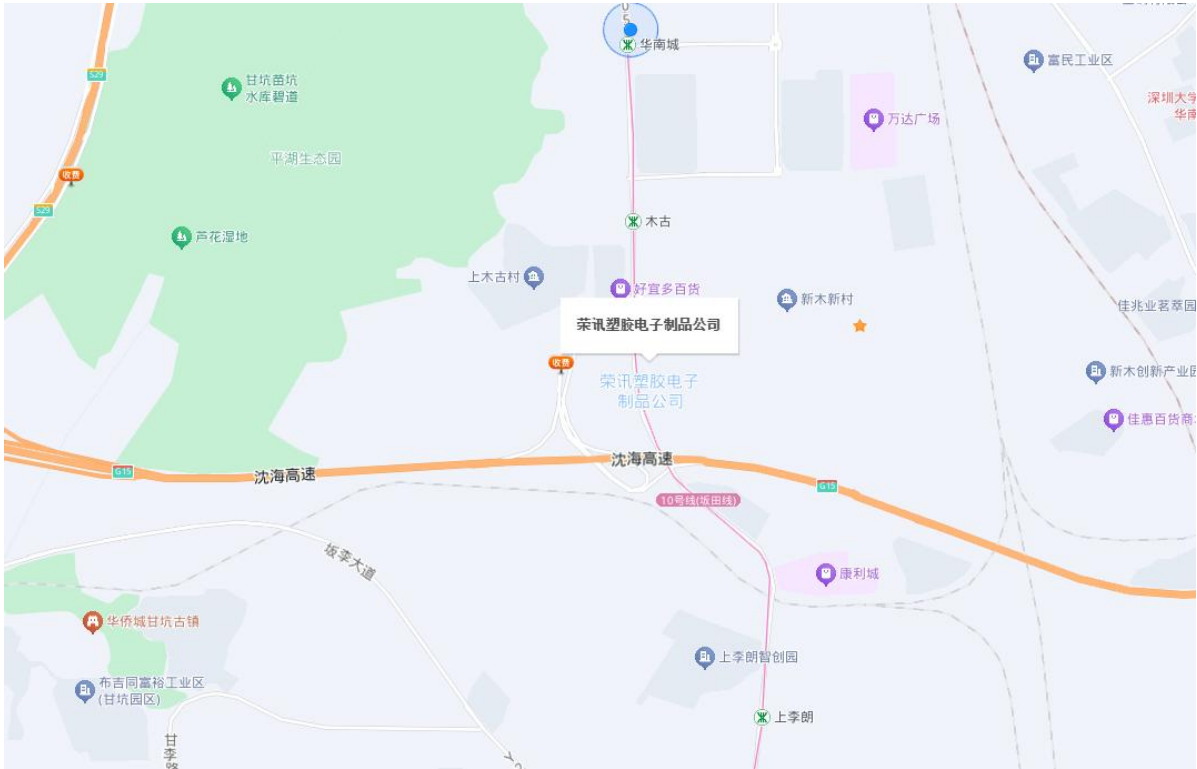 05
华南城
富民工业区
S29
甘坑苗坑
水库碧道
深圳大学
华南
万达广场
平湖生态园
收费
S29
木古
芦花湿地
上木古村
好宜多百货
新木新村
佳兆业茗萃园
荣讯塑胶电子制品公司
收费
荣讯塑胶电子
制品公司
新木创新产业园
佳惠百货商
沈海高速
G15
沈海高速
G15
10号线(坂田线)
坂李大道
康利城
华侨城甘坑古镇
上李朗智创园
布吉同富裕工业区
(甘坑园区)
上李朗
甘李路